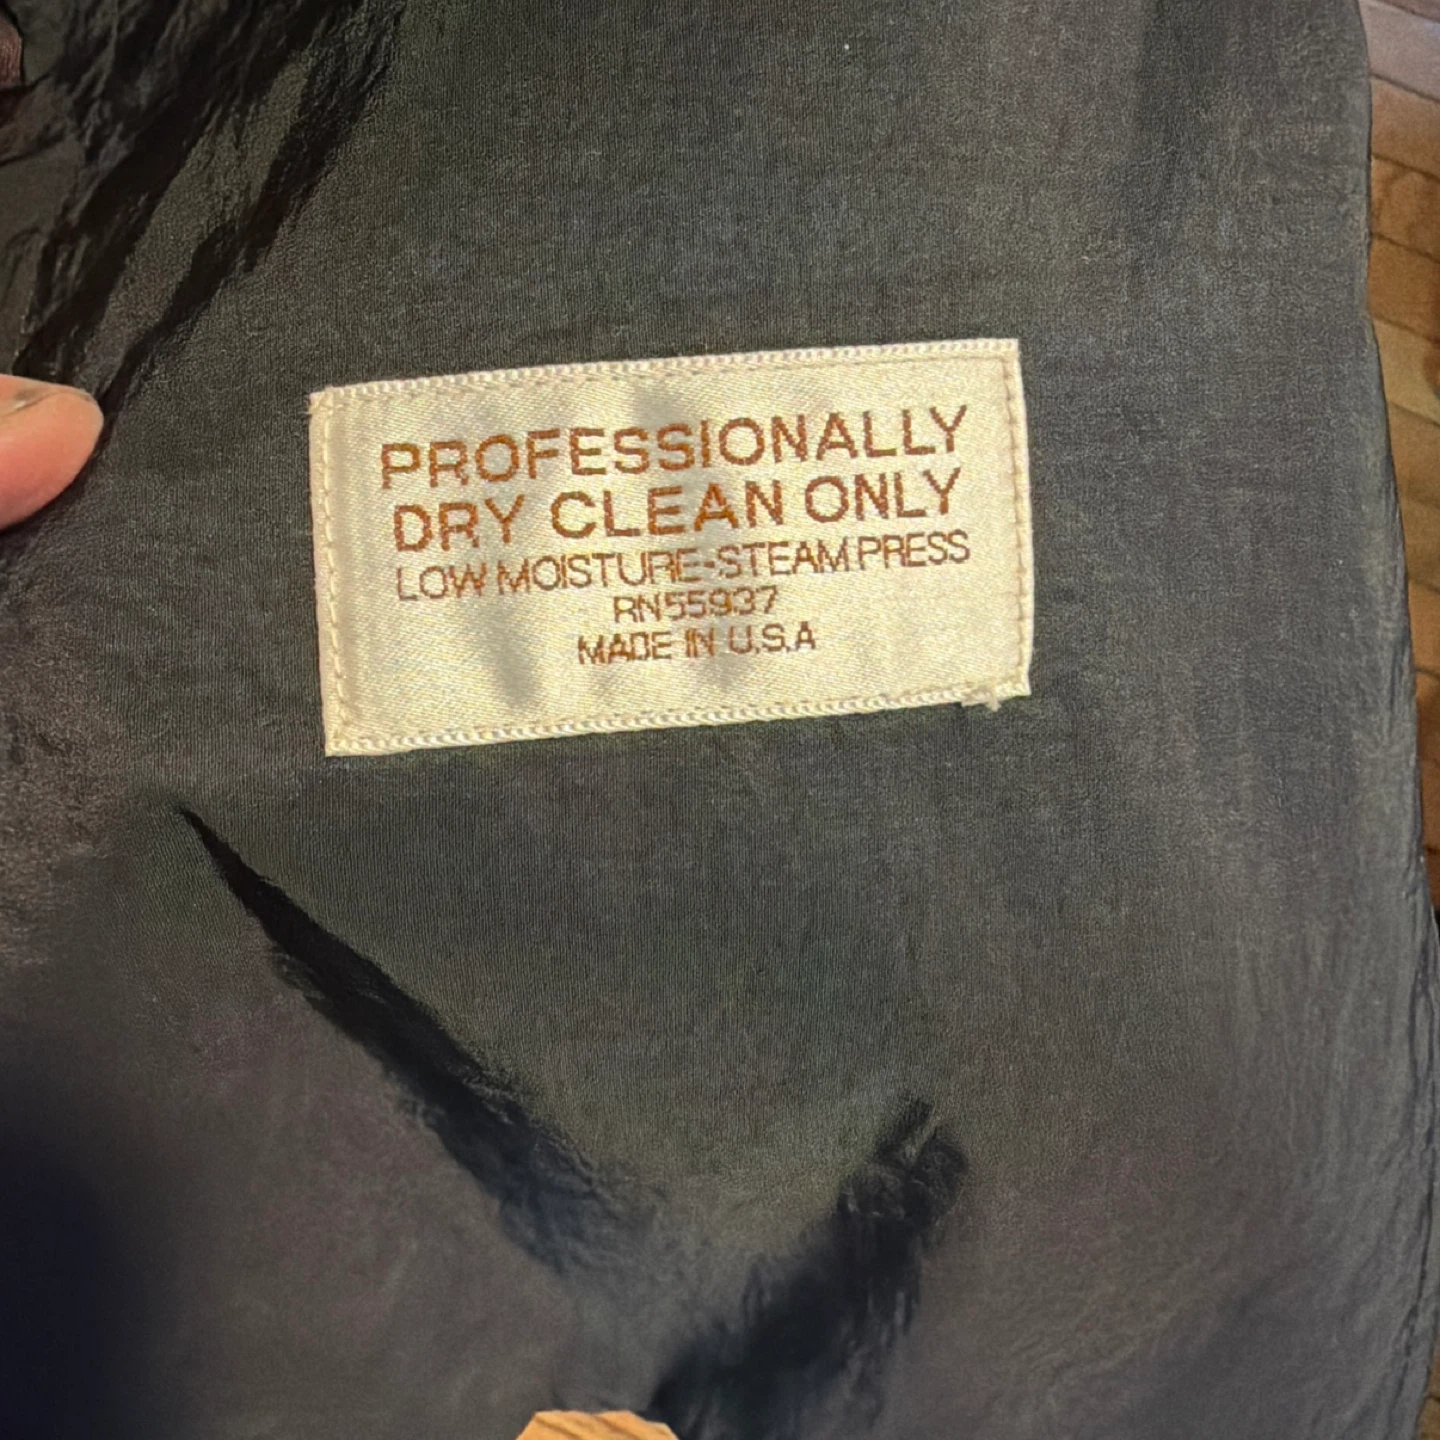 PROFESSIONALLY
DRY CLEAN ONLY
LOW MOISTURE-STEAM PRESS
RN55937
MADE IN U.S.A